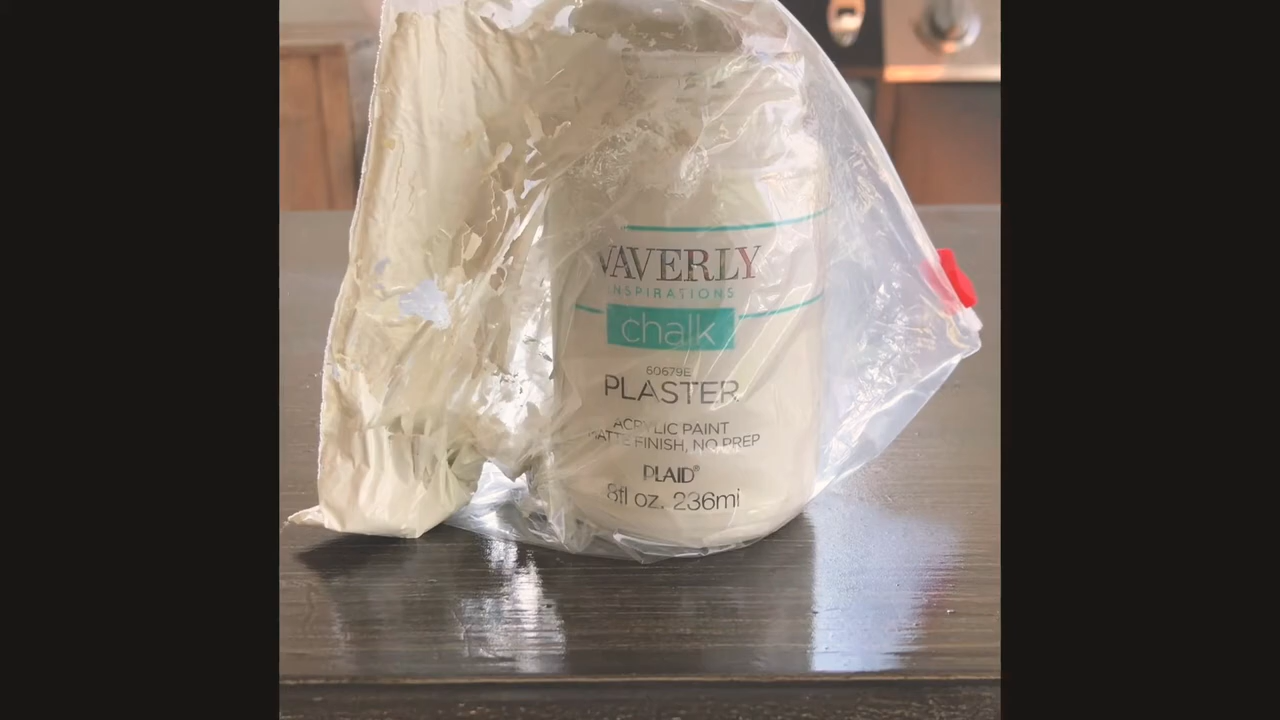 WAVERLY
INSPIRATIONS
chalk
60679E
PLASTER
ACRYLIC PAINT
MATTE FINISH, NO PREP
PLAID®
8fl oz. 236ml